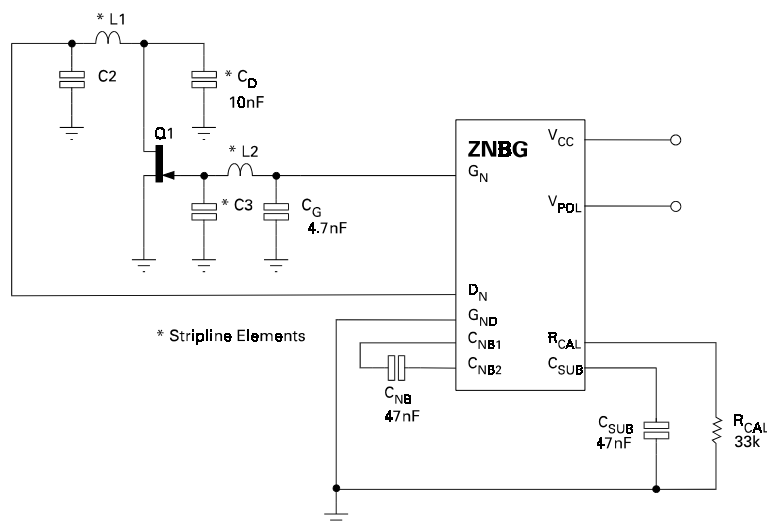 * L1
C2
* CD
10nF
Q1
* L2
* C3
CG
4.7nF
ZNBG
GN
VCC
VPOL
DN
GND
CNB1
CNB2
RCAL
CSUB
* Stripline Elements
CNB
47nF
CSUB
47nF
RCAL
33k